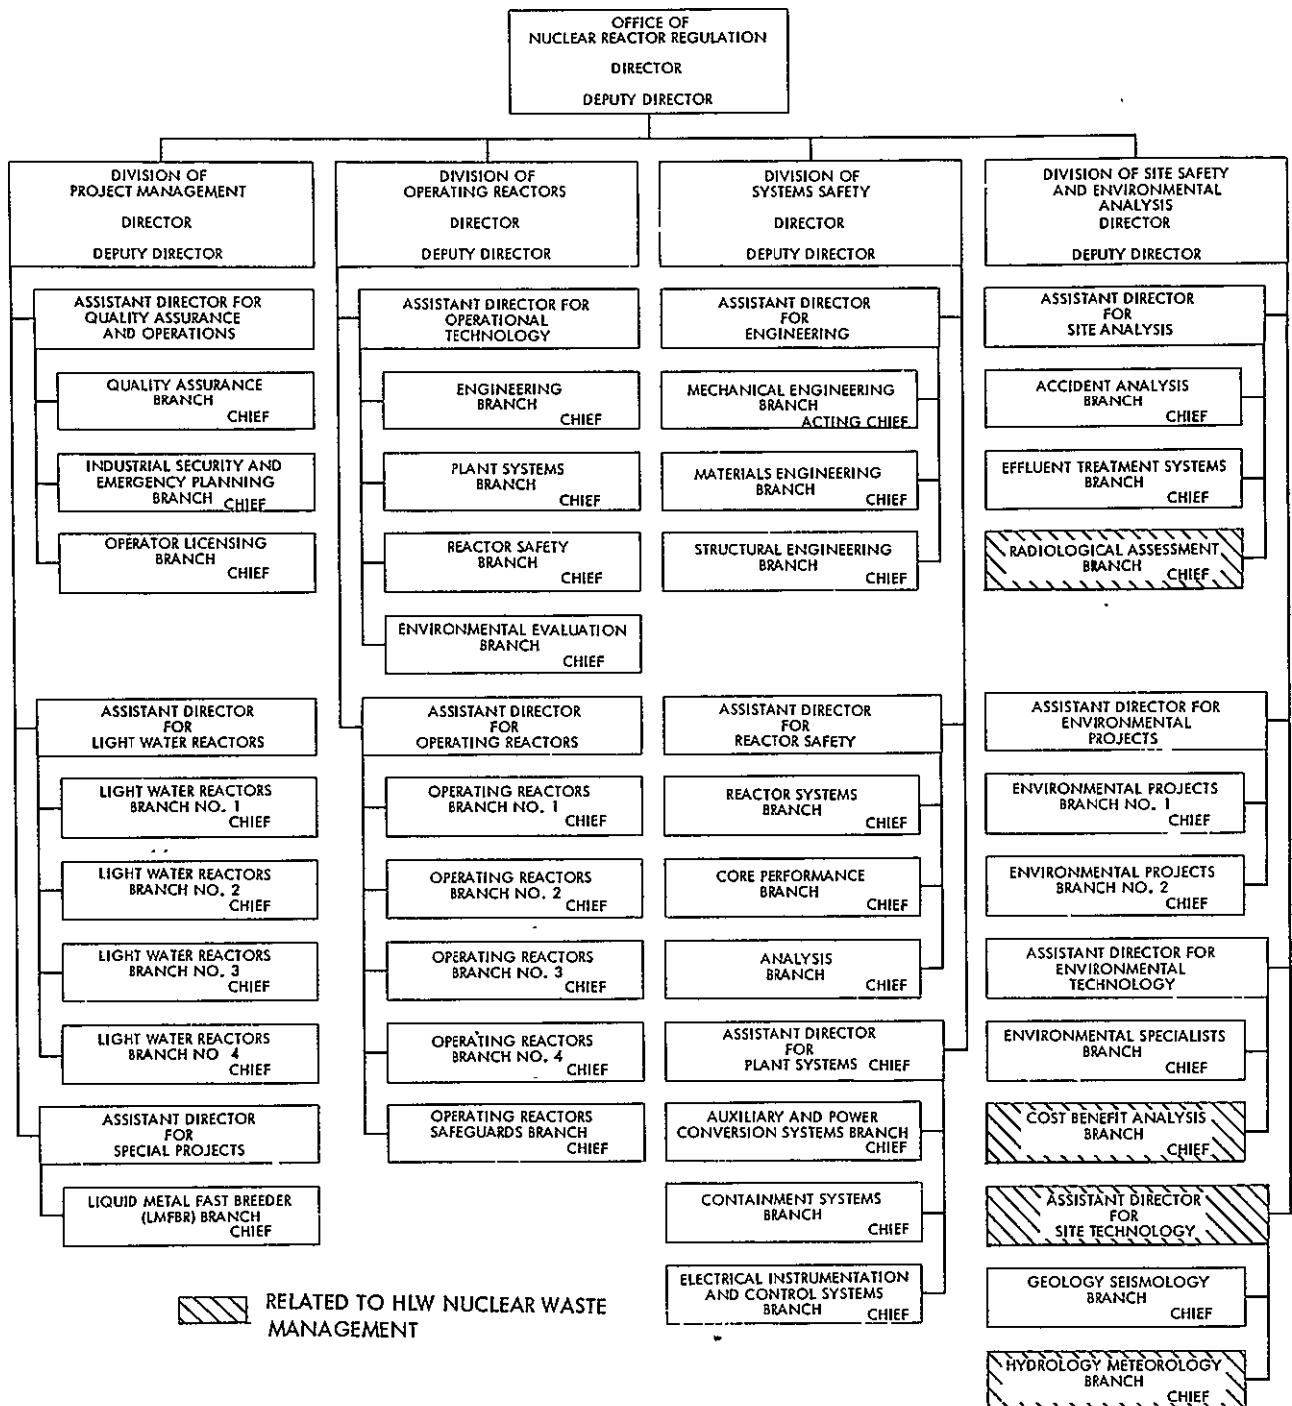 OFFICE OF
NUCLEAR REACTOR REGULATION
DIRECTOR
DEPUTY DIRECTOR
DIVISION OF
PROJECT MANAGEMENT
DIRECTOR
DEPUTY DIRECTOR
ASSISTANT DIRECTOR FOR
QUALITY ASSURANCE
AND OPERATIONS
QUALITY ASSURANCE
BRANCH
CHIEF
INDUSTRIAL SECURITY AND
EMERGENCY PLANNING
BRANCH CHIEF
OPERATOR LICENSING
BRANCH
CHIEF
ASSISTANT DIRECTOR
FOR
LIGHT WATER REACTORS
LIGHT WATER REACTORS
BRANCH NO. 1
CHIEF
LIGHT WATER REACTORS
BRANCH NO. 2
CHIEF
LIGHT WATER REACTORS
BRANCH NO. 3
CHIEF
LIGHT WATER REACTORS
BRANCH NO 4
CHIEF
ASSISTANT DIRECTOR
FOR
SPECIAL PROJECTS
LIQUID METAL FAST BREEDER
(LMFBR) BRANCH
CHIEF
DIVISION OF
OPERATING REACTORS
DIRECTOR
DEPUTY DIRECTOR
ASSISTANT DIRECTOR FOR
OPERATIONAL
TECHNOLOGY
ENGINEERING
BRANCH
CHIEF
PLANT SYSTEMS
BRANCH
CHIEF
REACTOR SAFETY
BRANCH
CHIEF
ENVIRONMENTAL EVALUATION
BRANCH
CHIEF
ASSISTANT DIRECTOR
FOR
OPERATING REACTORS
OPERATING REACTORS
BRANCH NO. 1
CHIEF
OPERATING REACTORS
BRANCH NO. 2
CHIEF
OPERATING REACTORS
BRANCH NO. 3
CHIEF
OPERATING REACTORS
BRANCH NO. 4
CHIEF
OPERATING REACTORS
SAFEGUARDS BRANCH
CHIEF
DIVISION OF
SYSTEMS SAFETY
DIRECTOR
DEPUTY DIRECTOR
ASSISTANT DIRECTOR
FOR
ENGINEERING
MECHANICAL ENGINEERING
BRANCH
ACTING CHIEF
MATERIALS ENGINEERING
BRANCH
CHIEF
STRUCTURAL ENGINEERING
BRANCH
CHIEF
ASSISTANT DIRECTOR
FOR
REACTOR SAFETY
REACTOR SYSTEMS
BRANCH
CHIEF
CORE PERFORMANCE
BRANCH
CHIEF
ANALYSIS
BRANCH
CHIEF
ASSISTANT DIRECTOR
FOR
PLANT SYSTEMS CHIEF
AUXILIARY AND POWER
CONVERSION SYSTEMS BRANCH
CHIEF
CONTAINMENT SYSTEMS
BRANCH
CHIEF
ELECTRICAL INSTRUMENTATION
AND CONTROL SYSTEMS
BRANCH CHIEF
DIVISION OF SITE SAFETY
AND ENVIRONMENTAL
ANALYSIS
DIRECTOR
DEPUTY DIRECTOR
ASSISTANT DIRECTOR
FOR
SITE ANALYSIS
ACCIDENT ANALYSIS
BRANCH
CHIEF
EFFLUENT TREATMENT SYSTEMS
BRANCH
CHIEF
RADIOLOGICAL ASSESSMENT
BRANCH
CHIEF
ASSISTANT DIRECTOR FOR
ENVIRONMENTAL
PROJECTS
ENVIRONMENTAL PROJECTS
BRANCH NO. 1
CHIEF
ENVIRONMENTAL PROJECTS
BRANCH NO. 2
CHIEF
ASSISTANT DIRECTOR FOR
ENVIRONMENTAL
TECHNOLOGY
ENVIRONMENTAL SPECIALISTS
BRANCH
CHIEF
COST BENEFIT ANALYSIS
BRANCH
CHIEF
ASSISTANT DIRECTOR
FOR
SITE TECHNOLOGY
GEOLOGY SEISMOLOGY
BRANCH
CHIEF
HYDROLOGY METEOROLOGY
BRANCH
CHIEF
RELATED TO HLW NUCLEAR WASTE
MANAGEMENT